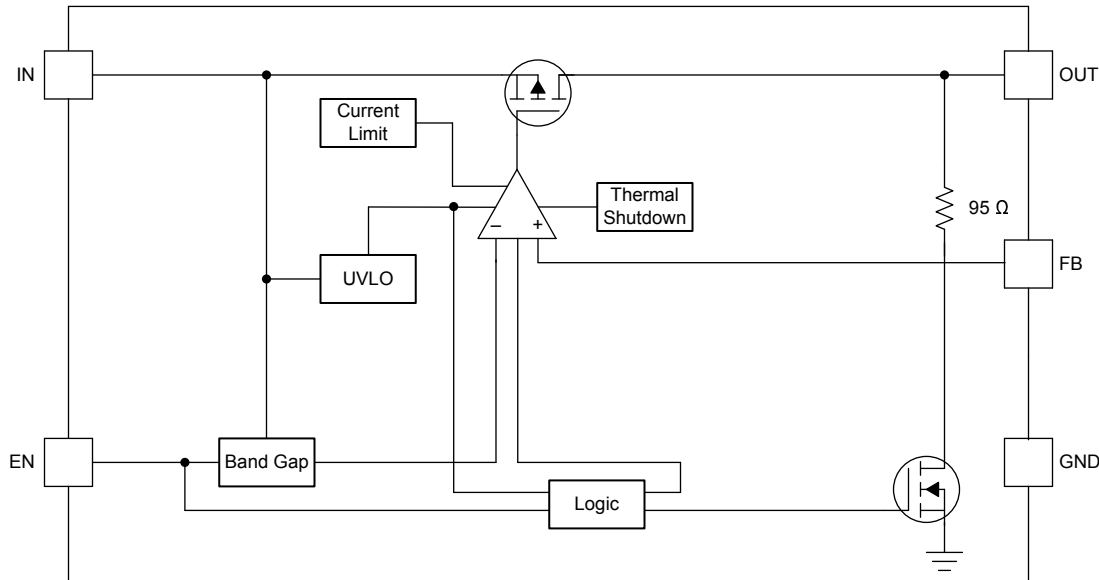 IN
OUT
Current
Limit
Thermal
Shutdown
95 Ω
−
+
UVLO
FB
EN
Band Gap
GND
Logic